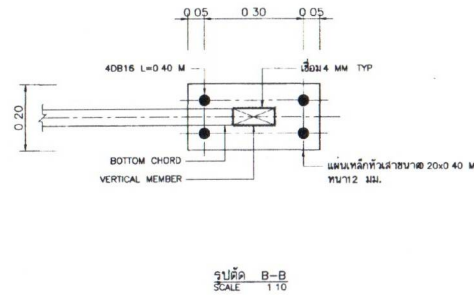 0 05 0 30 0 05
4DB16 L=0 40 M
เชื่อม 4 MM TYP
0 20
BOTTOM CHORD
VERTICAL MEMBER
แผ่นเหล็กหัวเสาขนาด 0 20x0 40 M
หนา12 มม.
รูปตัด B-B
SCALE 1 10